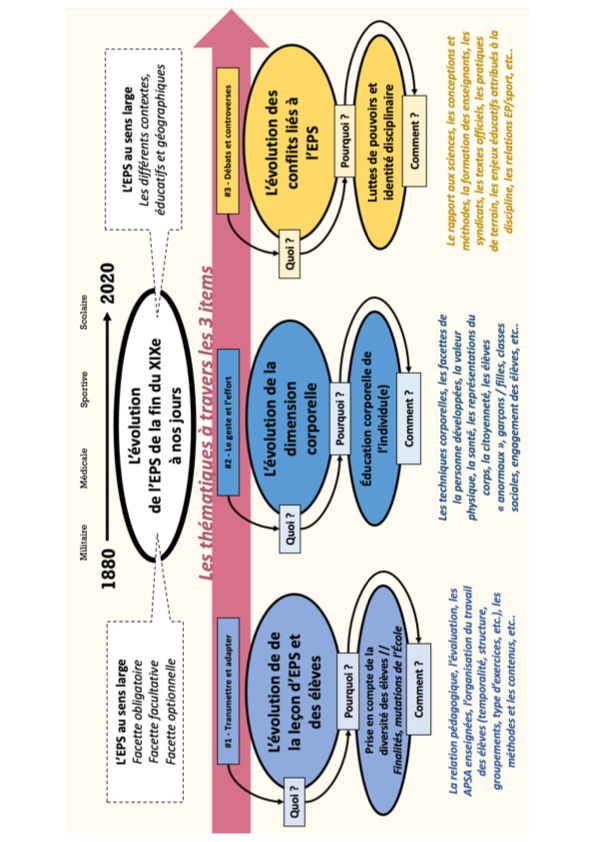 Militaire Médicale Sportive Scolaire
1880 2020
L'EPS au sens large
Facette obligatoire
Facette facultative
Facette optionnelle
L'évolution
de l'EPS de la fin du XIXe
à nos jours
L'EPS au sens large
Les différents contextes,
éducatifs et géographiques
Les thématiques à travers les 3 items
#1 - Transmettre et adapter
L'évolution de de
la leçon d'EPS et
des élèves
Quoi ?
Pourquoi ?
Prise en compte de la
diversité des élèves //
Finalités, mutations de l'École
Comment ?
La relation pédagogique, l'évaluation, les
APSA enseignées, l'organisation du travail
des élèves (temporalité, structure,
groupements, type d'exercices, etc.), les
méthodes et les contenus, etc..
#2 - Le geste et l'effort
L'évolution de la
dimension
corporelle
Quoi ?
Pourquoi ?
Éducation corporelle de
l'individu(e)
Comment ?
Les techniques corporelles, les facettes de
la personne développées, la valeur
physique, la santé, les représentations du
corps, la citoyenneté, les élèves
« anormaux », garçons / filles, classes
sociales, engagement des élèves, etc..
#3 - Débats et controverses
L'évolution des
conflits liés à
l'EPS
Quoi ?
Pourquoi ?
Luttes de pouvoirs et
identité disciplinaire
Comment ?
Le rapport aux sciences, les conceptions et
méthodes, la formation des enseignants, les
syndicats, les textes officiels, les pratiques
de terrain, les enjeux éducatifs attribués à la
discipline, les relations EP/sport, etc..